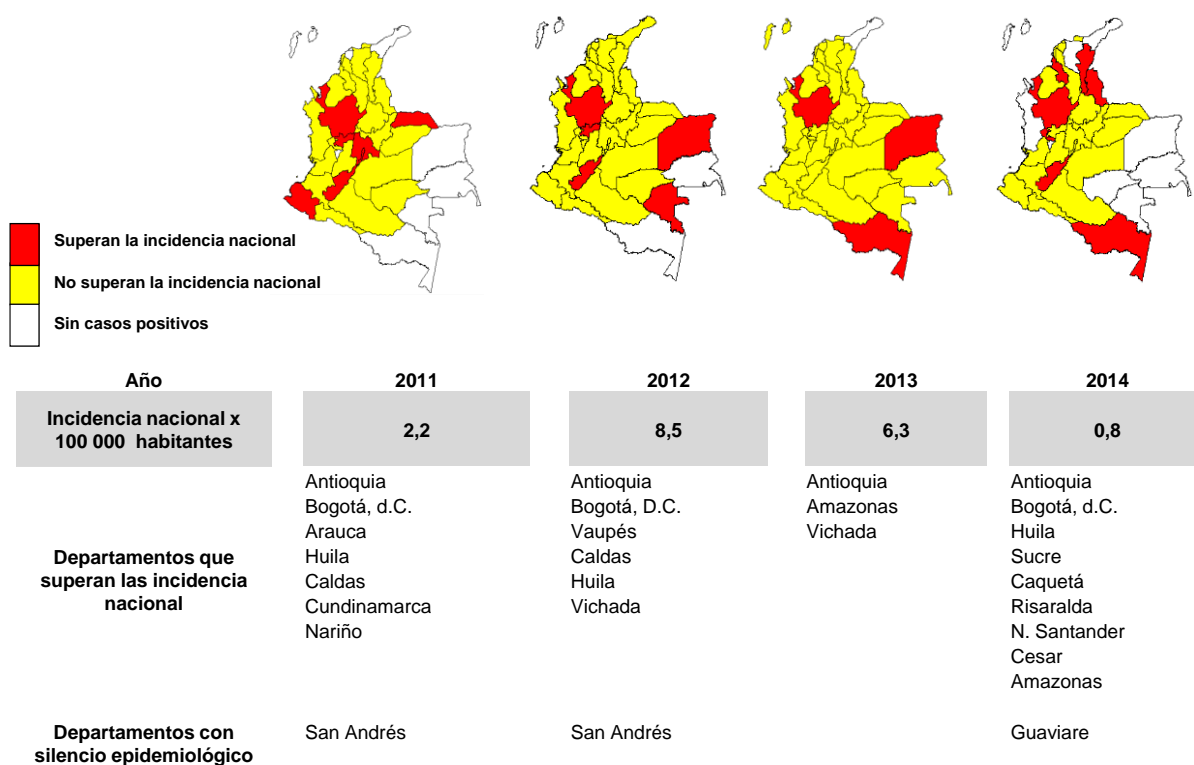 Superan la incidencia nacional
No superan la incidencia nacional
Sin casos positivos
Año 2011 2012 2013 2014
Incidencia nacional x
100 000 habitantes
2,2 8,5 6,3 0,8
Departamentos que
superan las incidencia
nacional
Antioquia
Bogotá, d.C.
Arauca
Huila
Caldas
Cundinamarca
Nariño
Antioquia
Bogotá, D.C.
Vaupés
Caldas
Huila
Vichada
Antioquia
Amazonas
Vichada
Antioquia
Bogotá, d.C.
Huila
Sucre
Caquetá
Risaralda
N. Santander
Cesar
Amazonas
Departamentos con
silencio epidemiológico
San Andrés
San Andrés
Guaviare